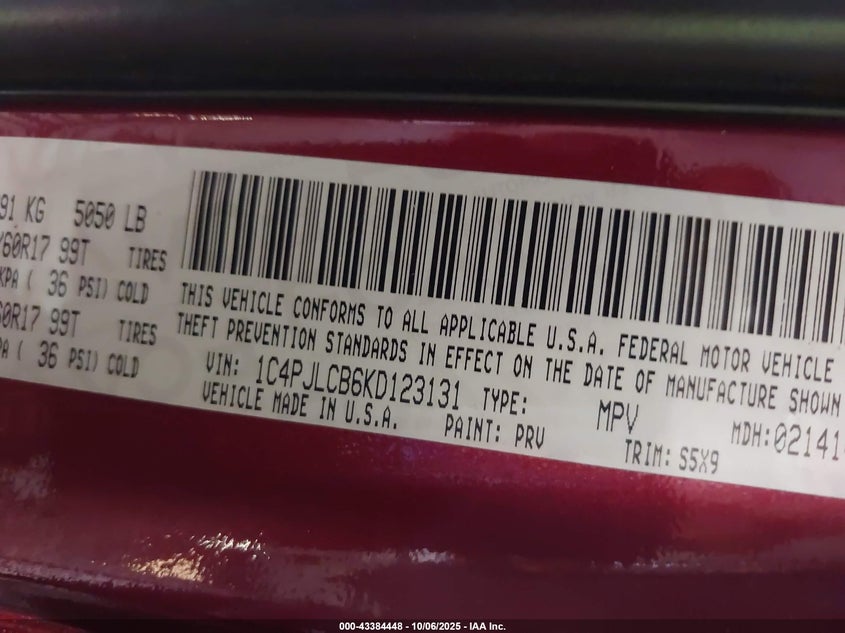 91 KG 5050 LB
/60R17 99T TIRES
KPA ( 36 PSI) COLD
60R17 99T TIRES
PA ( 36 PSI) COLD
THIS VEHICLE CONFORMS TO ALL APPLICABLE U.S.A. FEDERAL MOTOR VEHICLE
THEFT PREVENTION STANDARDS IN EFFECT ON THE DATE OF MANUFACTURE SHOWN
VIN: 1C4PJLCB6KD123131 TYPE: MPV MDH: 02141
VEHICLE MADE IN U.S.A. PAINT: PRV TRIM: S5X9
000-43384448 - 10/06/2025 - IAA Inc.